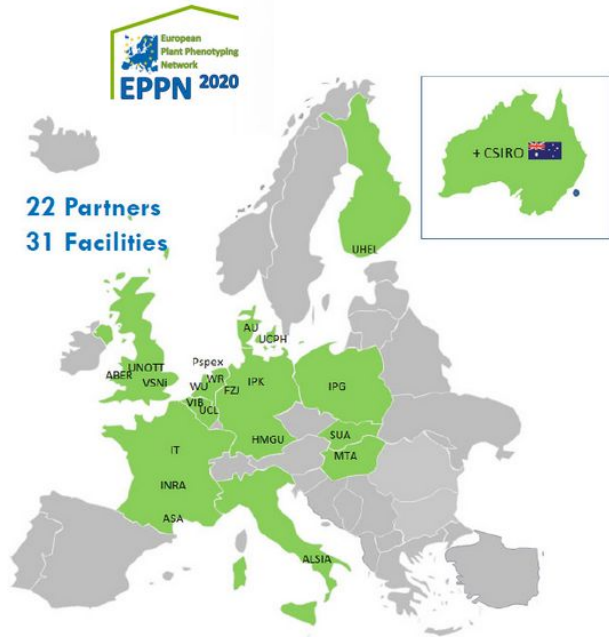 European
Plant Phenotyping
Network
EPPN 2020
+ CSIRO
22 Partners
31 Facilities
UHEL
AU
UCPH
Pspex
UNOTT
ABER
VSNi
WU
WR
FZJ
IPK
IPG
VIB
UCL
HMGU
SUA
MTA
IT
INRA
ASA
ALSIA